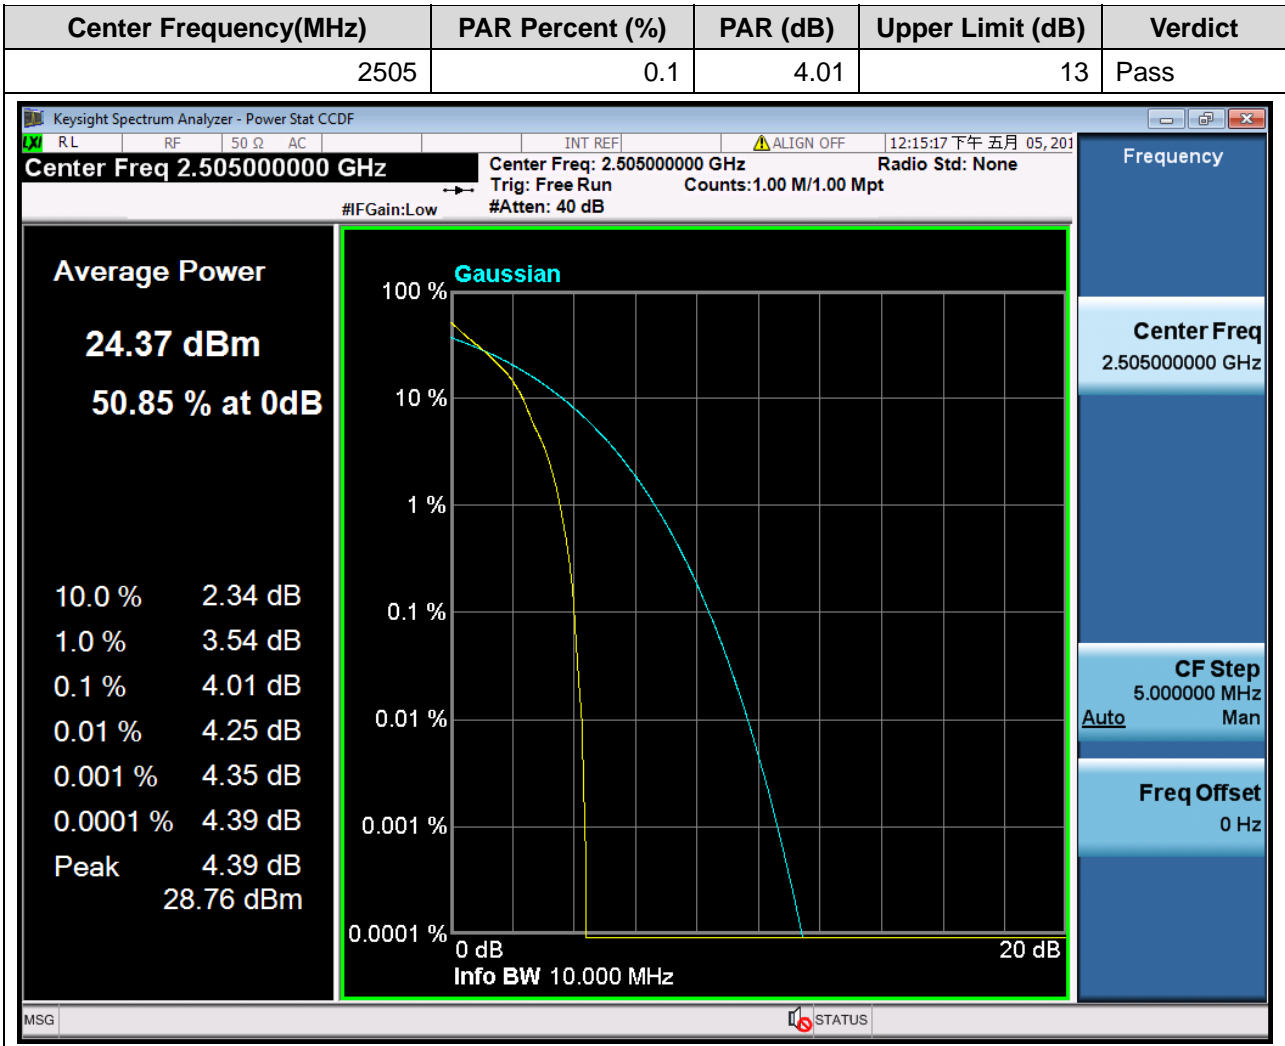 Center Frequency(MHz) PAR Percent (%) PAR (dB) Upper Limit (dB) Verdict
2505 0.1 4.01 13 Pass
Keysight Spectrum Analyzer - Power Stat CCDF
LXI RL RF 50 Ω AC INT REF ALIGN OFF 12:15:17 下午 五月 05, 201
Center Freq 2.505000000 GHz
Center Freq: 2.505000000 GHz Radio Std: None
Trig: Free Run Counts:1.00 M/1.00 Mpt
#IFGain:Low #Atten: 40 dB
Average Power
24.37 dBm
50.85 % at 0dB
10.0 % 2.34 dB
1.0 % 3.54 dB
0.1 % 4.01 dB
0.01 % 4.25 dB
0.001 % 4.35 dB
0.0001 % 4.39 dB
Peak 4.39 dB
28.76 dBm
Gaussian
100 %
10 %
1 %
0.1 %
0.01 %
0.001 %
0.0001 %
0 dB 20 dB
Info BW 10.000 MHz
Frequency
Center Freq
2.505000000 GHz
CF Step
5.000000 MHz
Auto Man
Freq Offset
0 Hz
MSG STATUS